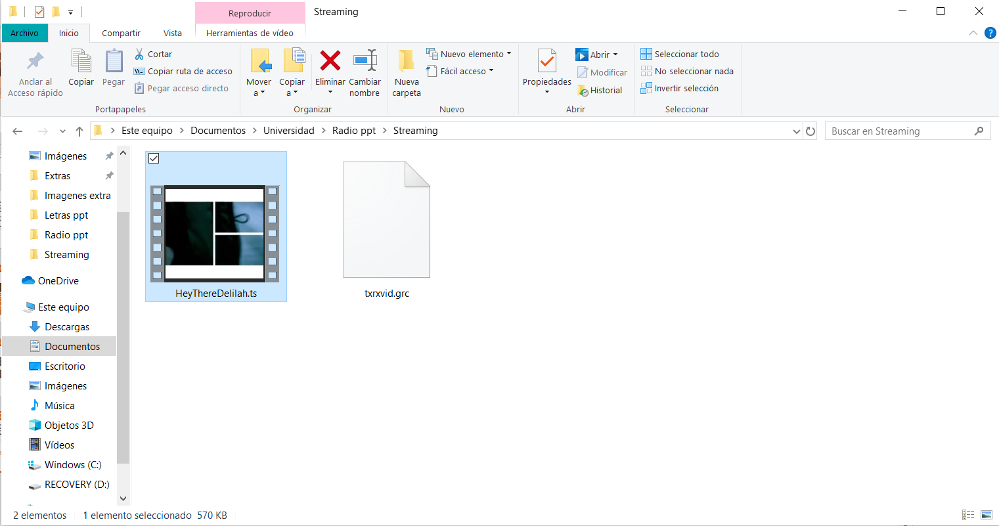 Reproducir
Streaming
Archivo
Inicio
Compartir
Vista
Herramientas de vídeo
Anclar al
Acceso rápido
Copiar
Pegar
Cortar
Copiar ruta de acceso
Pegar acceso directo
Portapapeles
Mover
a
Copiar
a
Eliminar
Cambiar
nombre
Organizar
Nueva
carpeta
Nuevo elemento
Fácil acceso
Nuevo
Propiedades
Abrir
Modificar
Historial
Abrir
Seleccionar todo
No seleccionar nada
Invertir selección
Seleccionar
Este equipo > Documentos > Universidad > Radio ppt > Streaming
Buscar en Streaming
Imágenes
Extras
Imagenes extra
Letras ppt
Radio ppt
Streaming
OneDrive
Este equipo
Descargas
Documentos
Escritorio
Imágenes
Música
Objetos 3D
Vídeos
Windows (C:)
RECOVERY (D:)
HeyThereDelilah.ts
txrxvid.grc
2 elementos
1 elemento seleccionado 570 KB